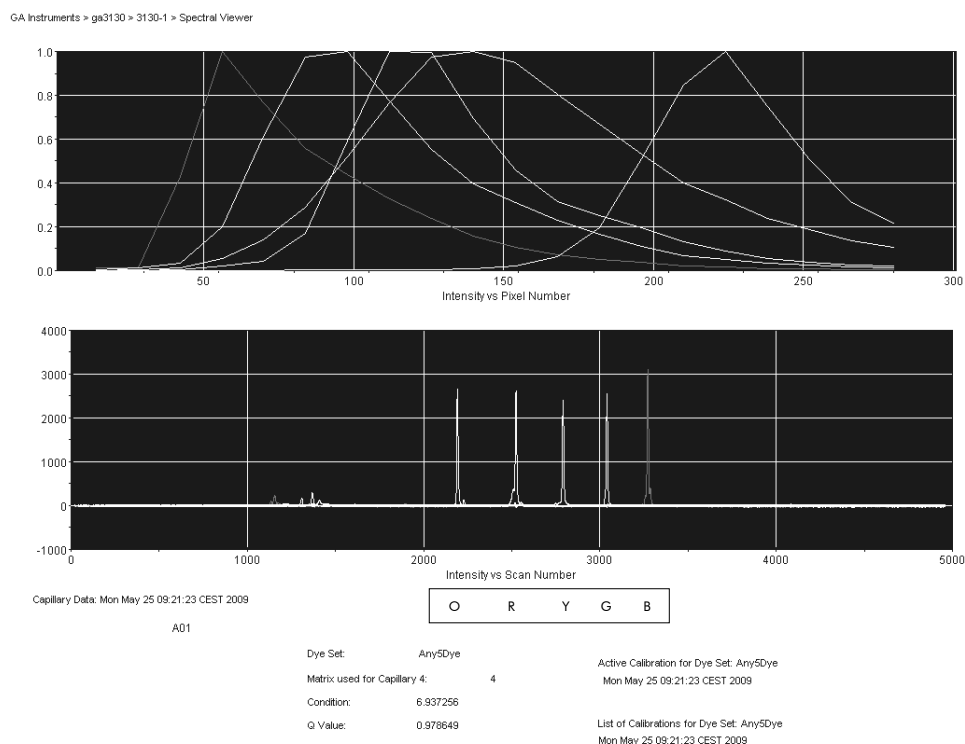 GA Instruments > ga3130 > 3130-1 > Spectral Viewer
1.0
0.8
0.6
0.4
0.2
0.0
50 100 150 200 250 300
Intensity vs Pixel Number
4000
3000
2000
1000
0
-1000
1000 2000 3000 4000 5000
Intensity vs Scan Number
Capillary Data: Mon May 25 09:21:23 CEST 2009
A01
O R Y G B
Dye Set: Any5Dye
Matrix used for Capillary 4: 4
Condition: 6.937256
Q Value: 0.978649
Active Calibration for Dye Set: Any5Dye
Mon May 25 09:21:23 CEST 2009
List of Calibrations for Dye Set: Any5Dye
Mon May 25 09:21:23 CEST 2009